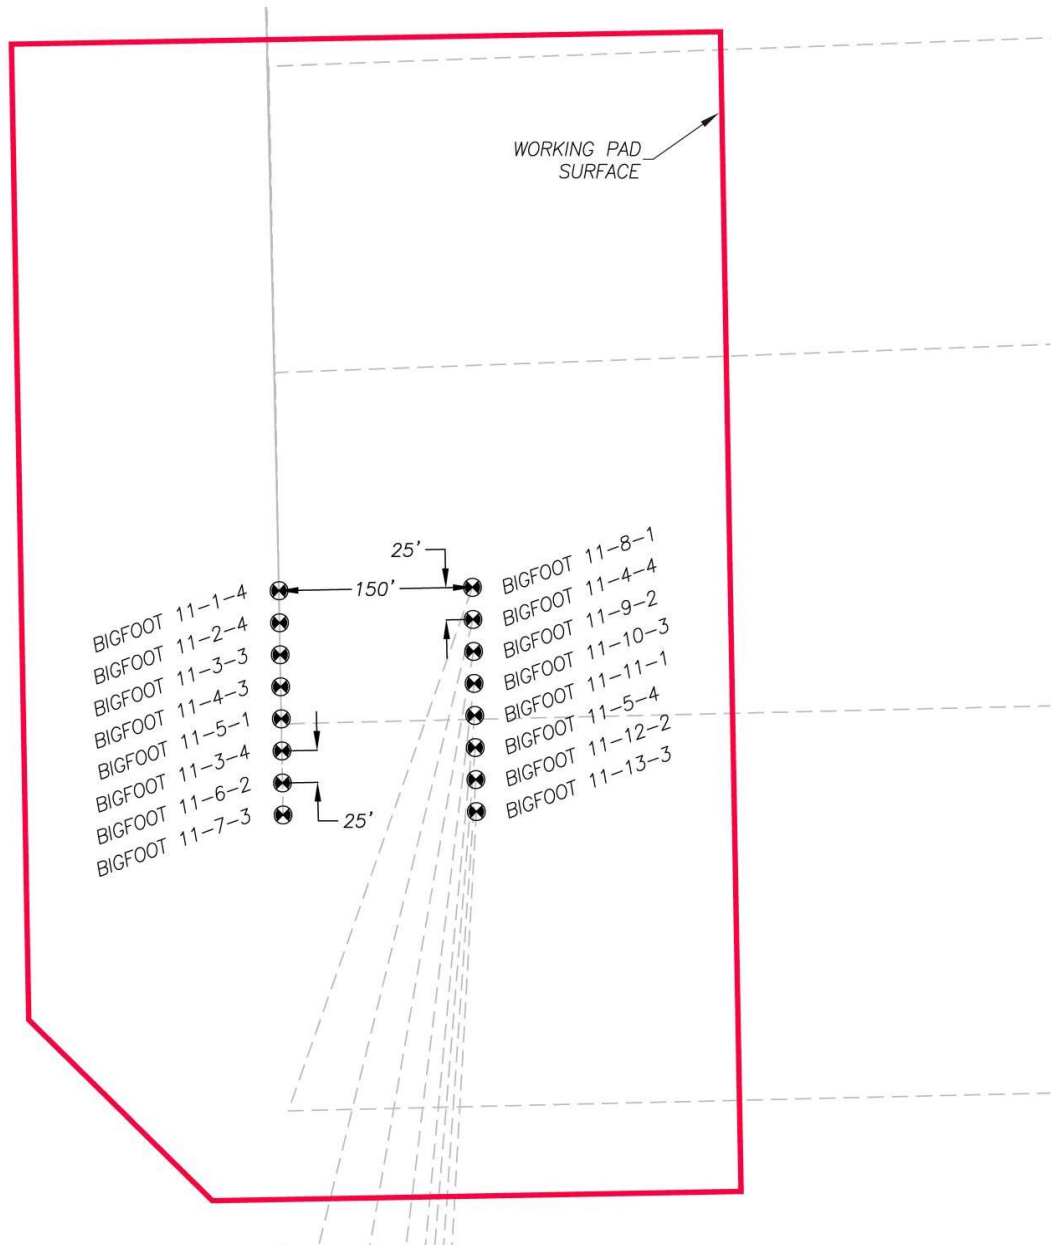 WORKING PAD
SURFACE
25'
150'
BIGFOOT 11-1-4
BIGFOOT 11-2-4
BIGFOOT 11-3-3
BIGFOOT 11-4-3
BIGFOOT 11-5-1
BIGFOOT 11-3-4
BIGFOOT 11-6-2
BIGFOOT 11-7-3
BIGFOOT 11-8-1
BIGFOOT 11-4-4
BIGFOOT 11-9-2
BIGFOOT 11-10-3
BIGFOOT 11-11-1
BIGFOOT 11-5-4
BIGFOOT 11-12-2
BIGFOOT 11-13-3
25'